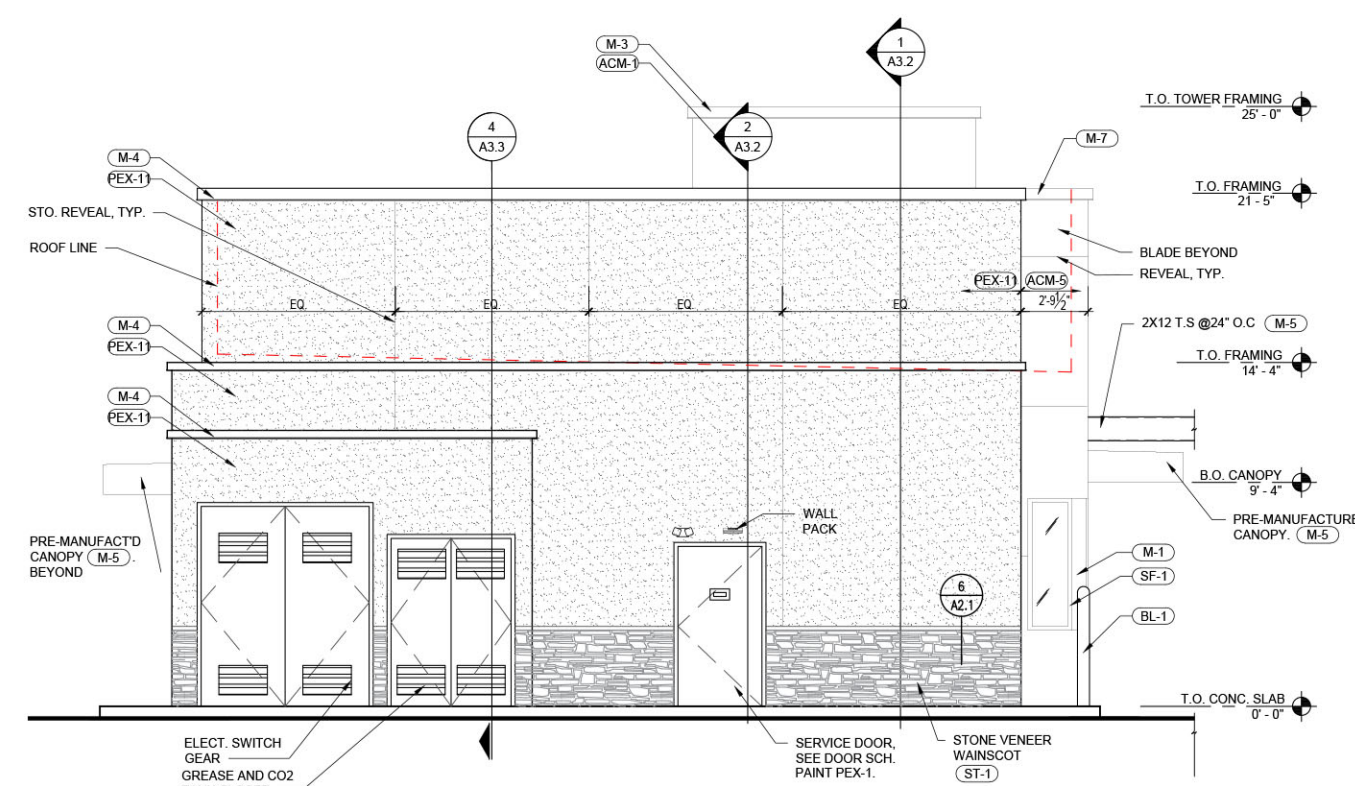 M-3
ACM-1
1
A3.2
T.O. TOWER FRAMING
25' - 0"
4
A3.3
2
A3.2
M-7
M-4
PEX-11
T.O. FRAMING
21 - 5"
STO. REVEAL, TYP.
ROOF LINE
BLADE BEYOND
REVEAL, TYP.
PEX-11
ACM-5
EQ.
EQ.
EQ.
EQ.
2'-9½"
M-4
PEX-11
2X12 T.S @24" O.C
M-5
T.O. FRAMING
14' - 4"
M-4
PEX-11
B.O. CANOPY
9' - 4"
WALL
PACK
PRE-MANUFACTURE
CANOPY.
M-5
PRE-MANUFACT'D
CANOPY
M-5
.
BEYOND
M-1
SF-1
6
A2.1
BL-1
T.O. CONC. SLAB
0' - 0"
ELECT. SWITCH
GEAR
GREASE AND CO2
SERVICE DOOR,
SEE DOOR SCH.
PAINT PEX-1.
STONE VENEER
WAINSCOT
ST-1